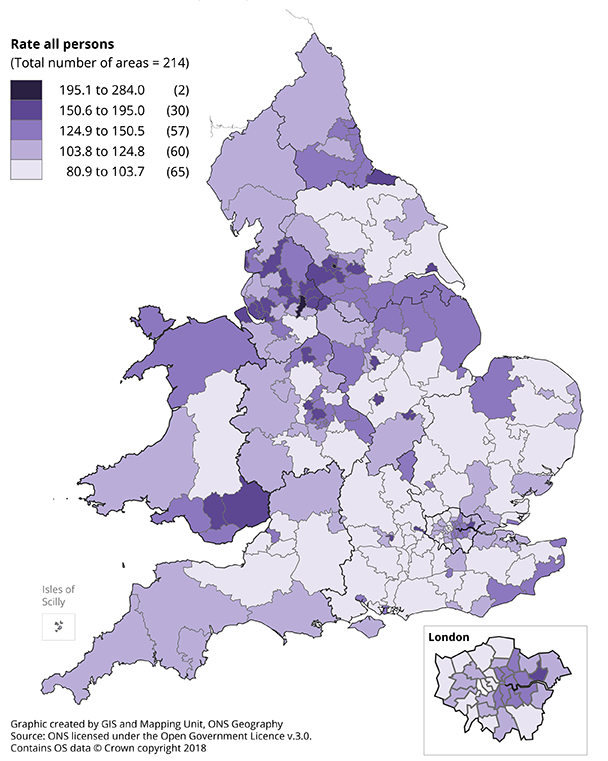 Rate all persons
(Total number of areas = 214)
195.1 to 284.0 (2)
150.6 to 195.0 (30)
124.9 to 150.5 (57)
103.8 to 124.8 (60)
80.9 to 103.7 (65)
Isles of
Scilly
London
Graphic created by GIS and Mapping Unit, ONS Geography
Source: ONS licensed under the Open Government Licence v.3.0.
Contains OS data © Crown copyright 2018